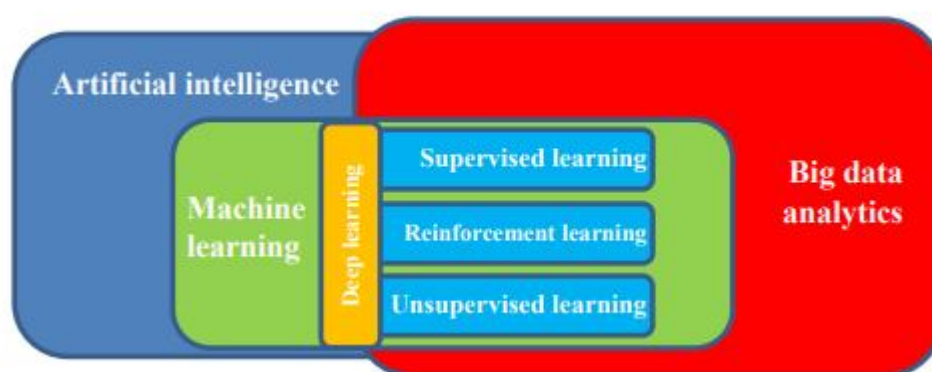 Artificial intelligence
Machine
learning
Deep learning
Supervised learning
Reinforcement learning
Unsupervised learning
Big data
analytics